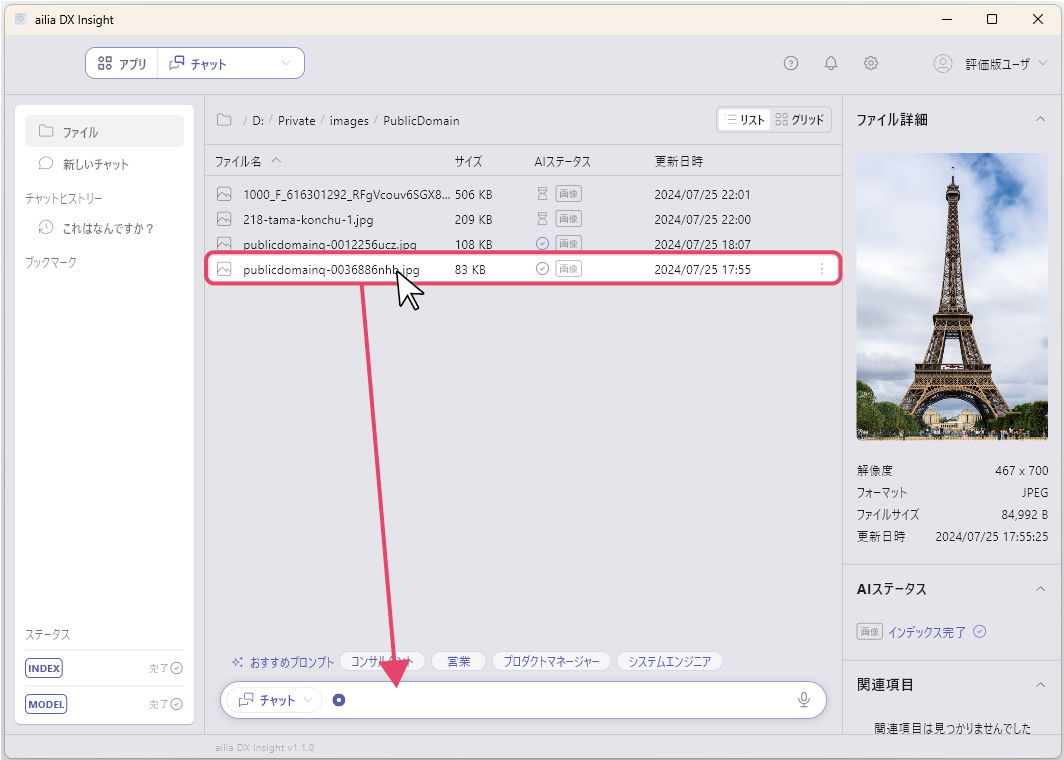 ailia DX Insight
アプリ チャット 評価版ユーザ
ファイル
新しいチャット
チャットヒストリー
これはなんですか？
ブックマーク
ステータス
INDEX 完了
MODEL 完了
/ D: / Private / images / PublicDomain
リスト グリッド
ファイル名 サイズ AIステータス 更新日時
1000_F_616301292_RFgVcouv6SGX8... 506 KB 画像 2024/07/25 22:01
218-tama-konchu-1.jpg 209 KB 画像 2024/07/25 22:00
publicdomainq-0012256ucz.jpg 108 KB 画像 2024/07/25 18:07
publicdomainq-0036886nhb.jpg 83 KB 画像 2024/07/25 17:55
おすすめプロンプト コンサルタント 営業 プロダクトマネージャー システムエンジニア
チャット
ailia DX Insight v1.1.0
ファイル詳細
解像度 467 x 700
フォーマット JPEG
ファイルサイズ 84,992 B
更新日時 2024/07/25 17:55:25
AIステータス
画像 インデックス完了
関連項目
関連項目は見つかりませんでした